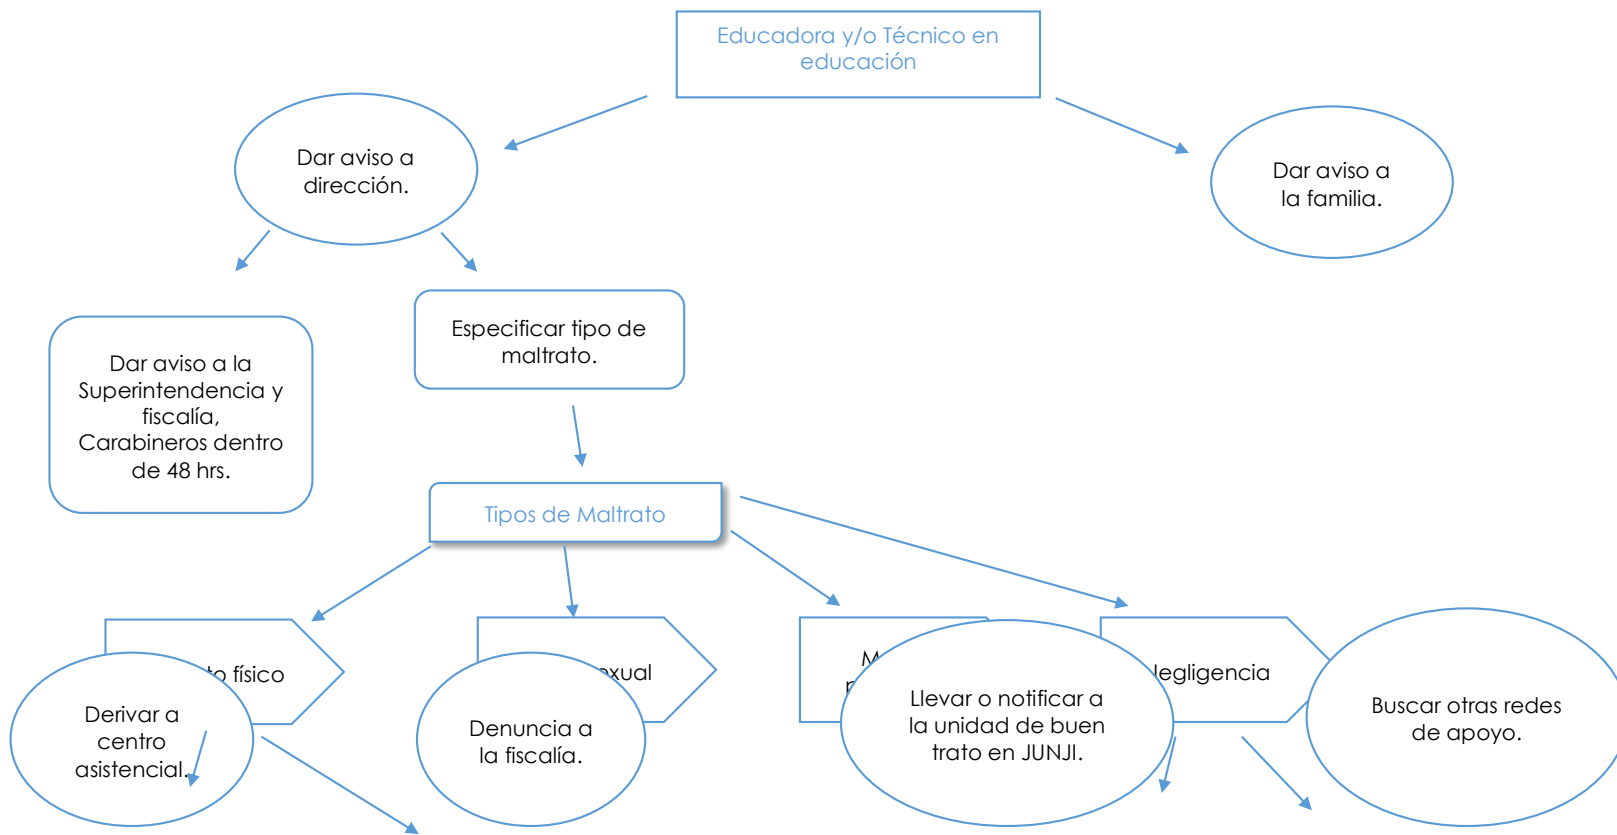 Educadora y/o Técnico en
educación
Dar aviso a
dirección.
Dar aviso a
la familia.
Especificar tipo de
maltrato.
Dar aviso a la
Superintendencia y
fiscalía,
Carabineros dentro
de 48 hrs.
Tipos de Maltrato
físico
Derivar a
centro
asistencial.
Denuncia a
la fiscalía.
Llevar o notificar a
la unidad de buen
trato en JUNJI.
egligencia
Buscar otras redes
de apoyo.